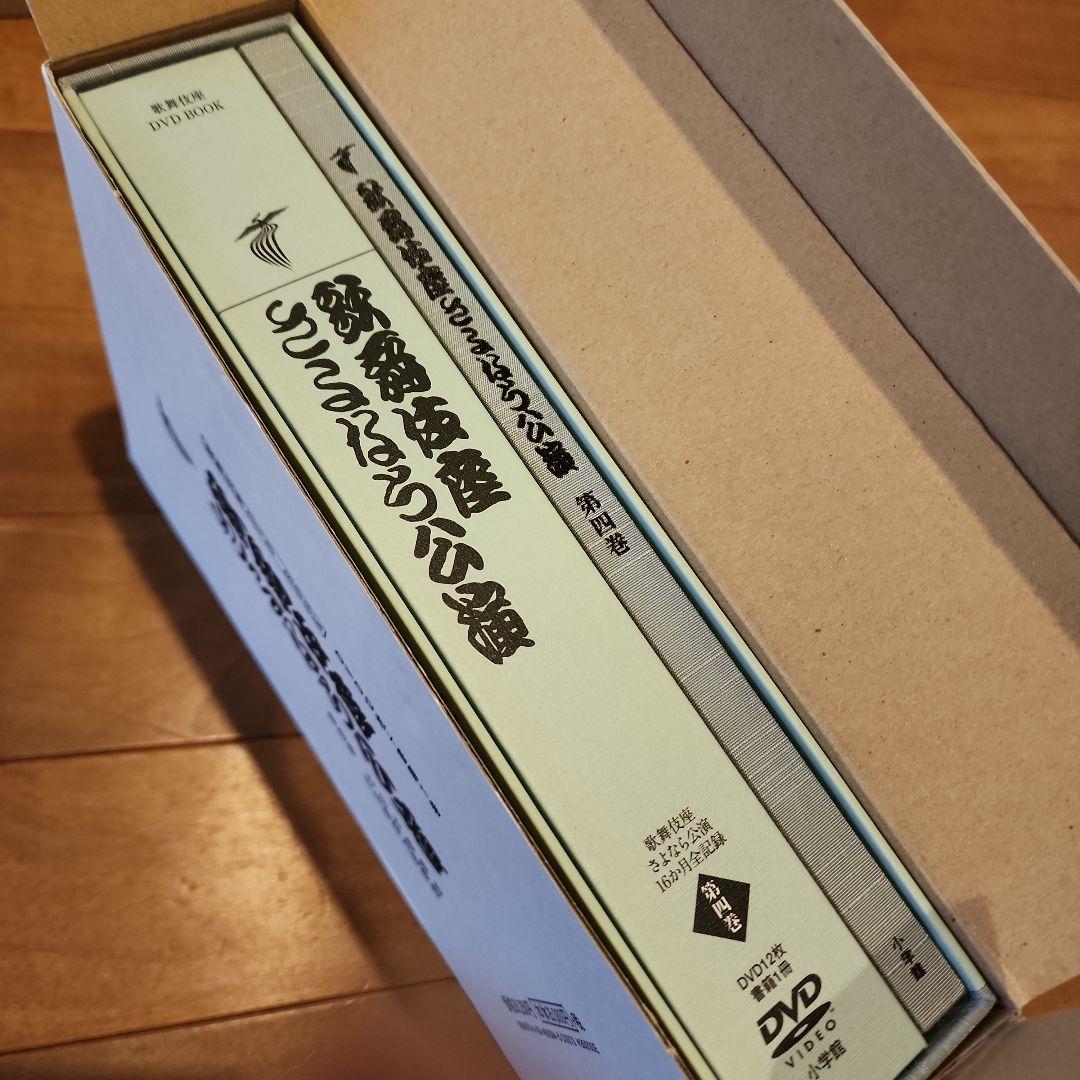 歌舞伎座
DVD BOOK
歌舞伎座
さよなら公演
歌舞伎座
さよなら公演
16か月全記録
第四巻
DVD12枚
書籍1冊
DVD
VIDEO
小学館
歌舞伎座さよなら公演 第四巻
小学館